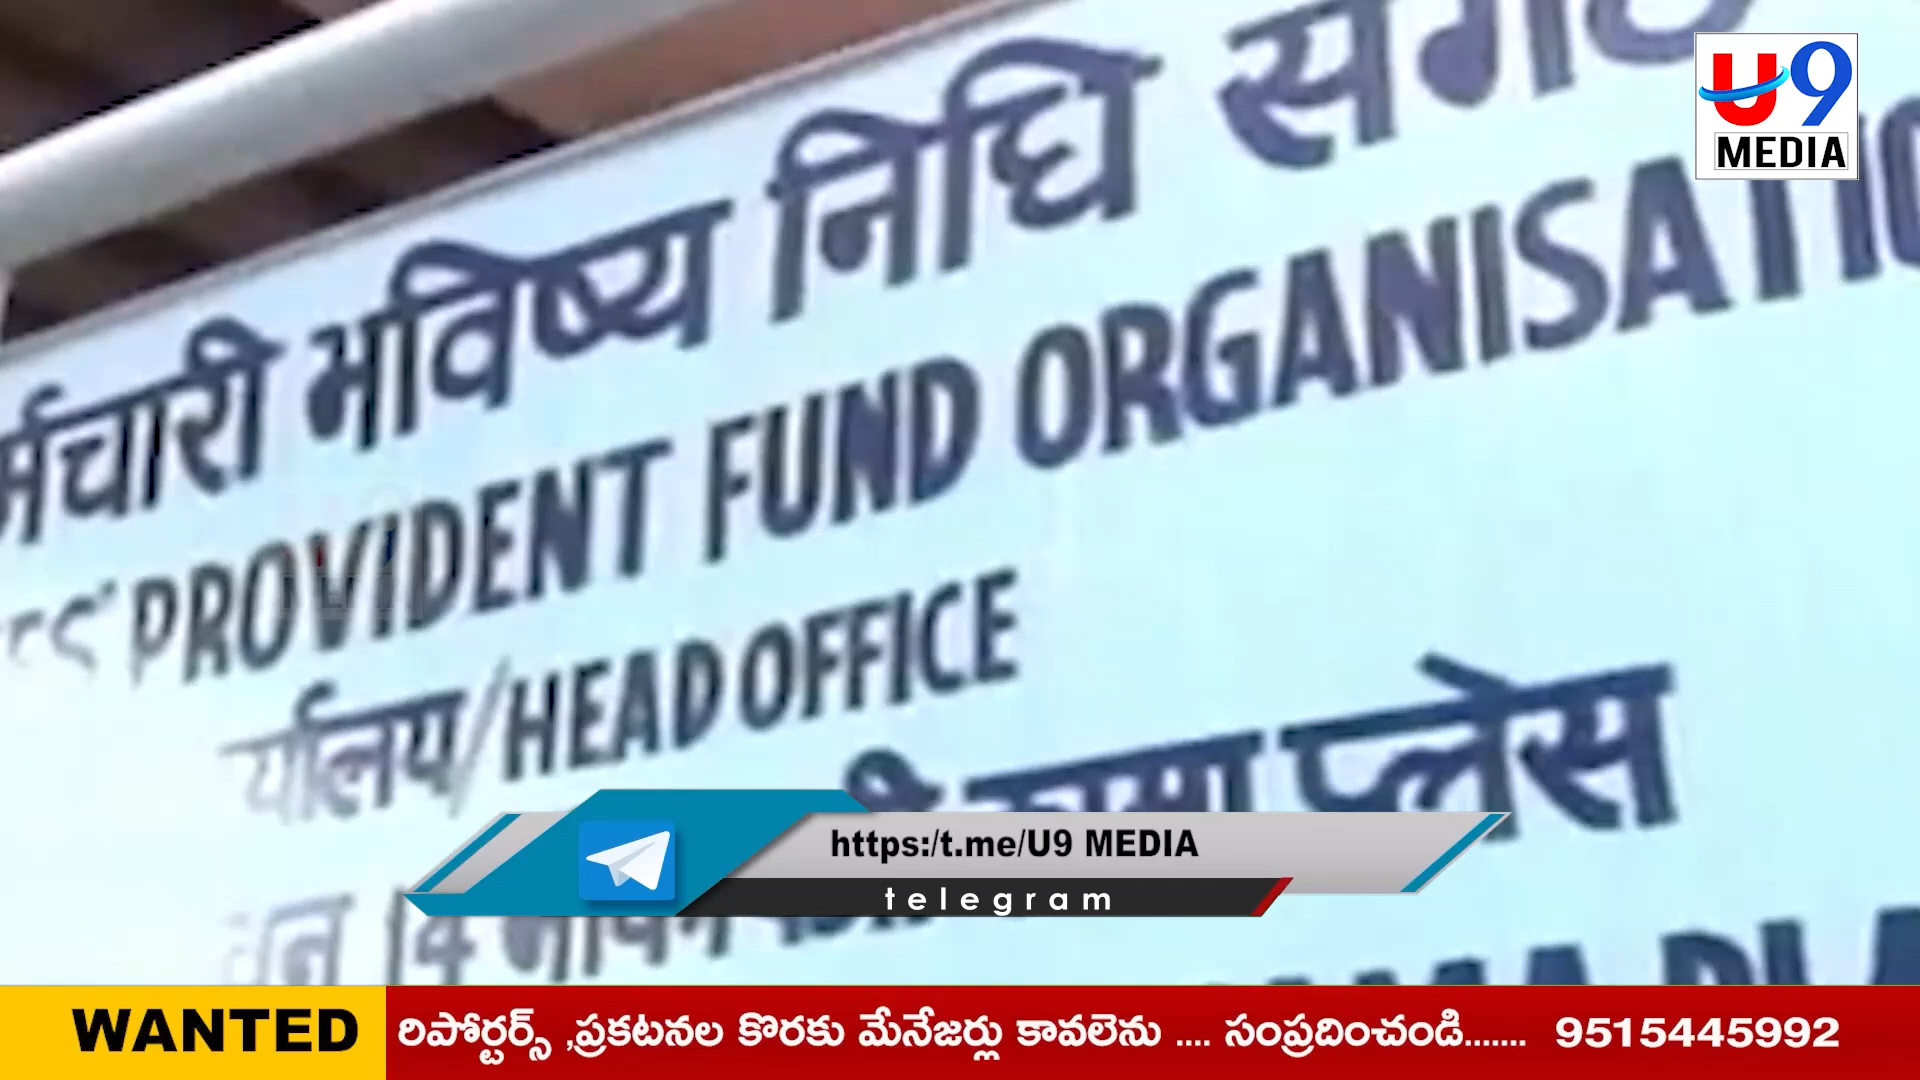 र्मचारी भविष्य निधि
U9
MEDIA
PROVIDENT FUND ORGANISATIO
र्यालय/HEAD OFFICE
प्लेस
https:/t.me/U9 MEDIA
telegram
WANTED రిపోర్టర్స్ ,ప్రకటనల కొరకు మేనేజర్లు కావలెను .... సంప్రదించండి....... 9515445992